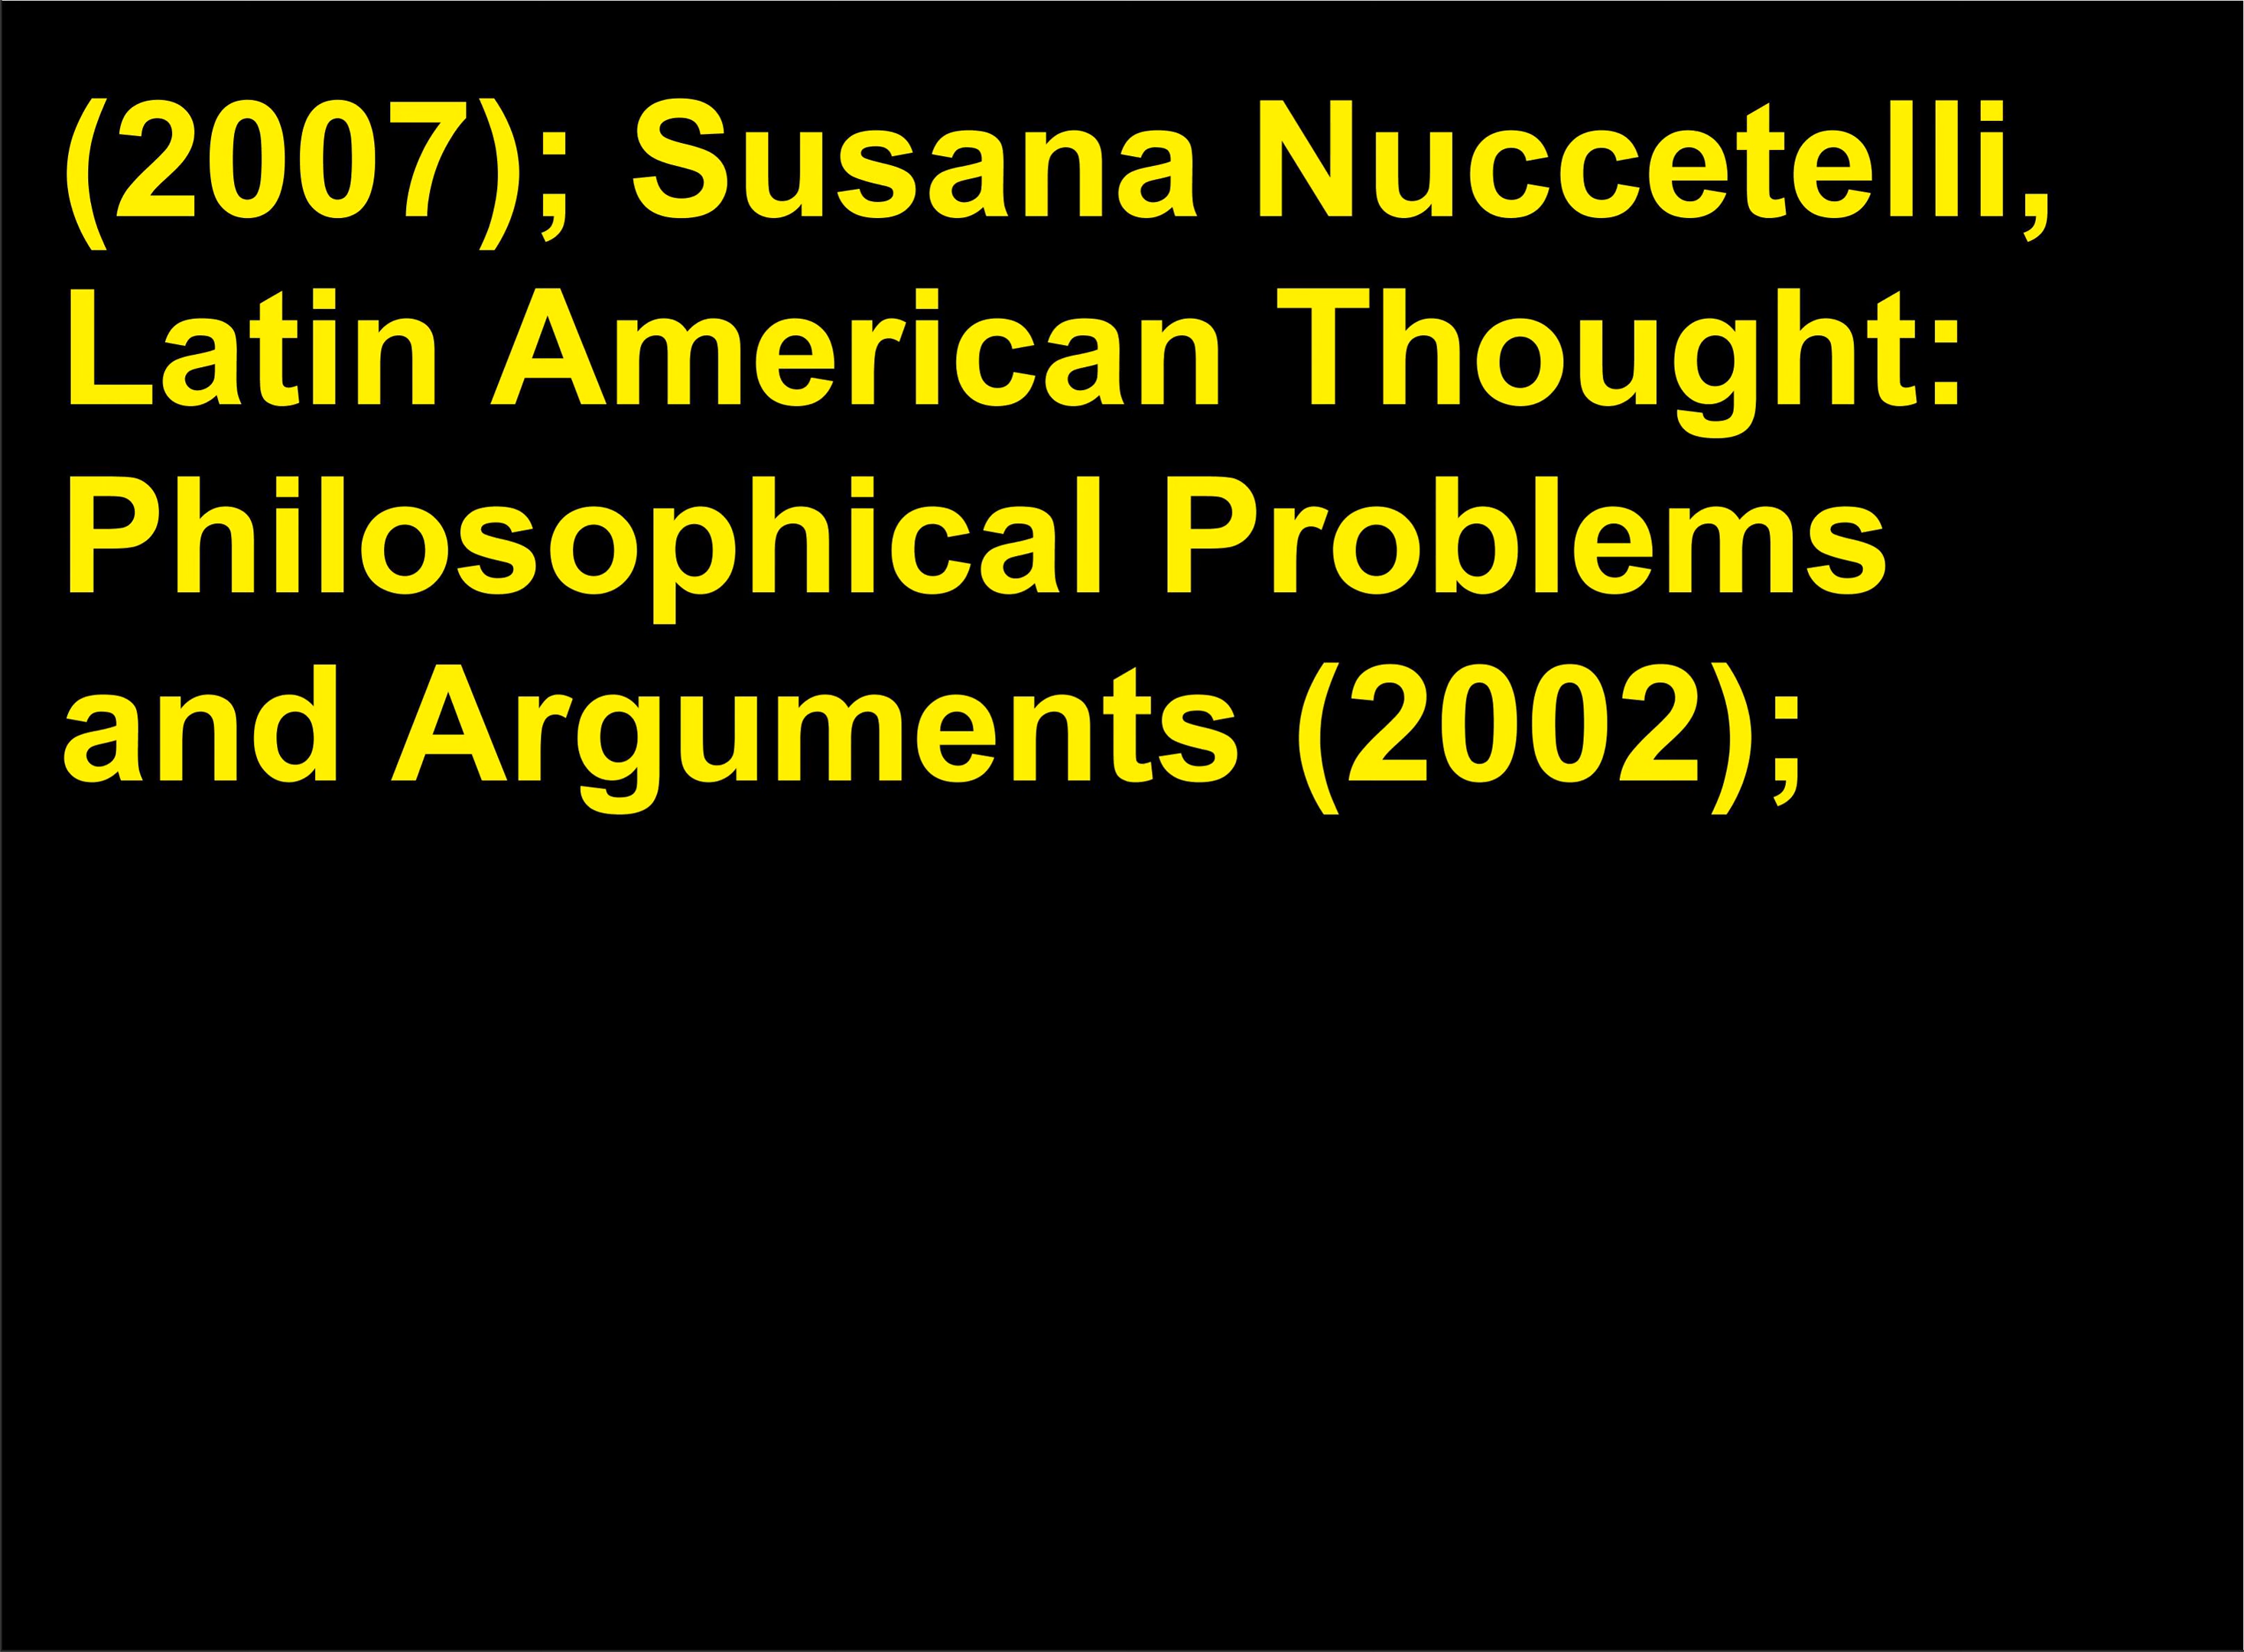 (2007); Susana Nuccetelli,
Latin American Thought:
Philosophical Problems
and Arguments (2002);